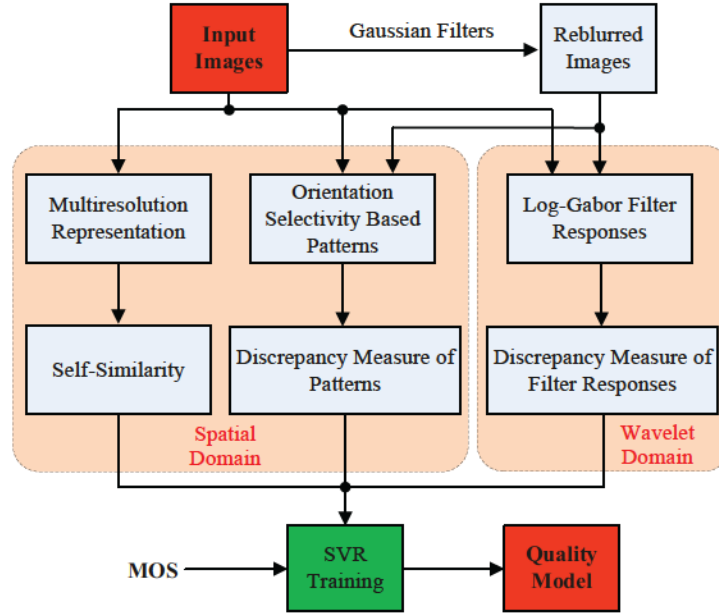 Input
Images
Gaussian Filters
Reblurred
Images
Multiresolution
Representation
Orientation
Selectivity Based
Patterns
Log-Gabor Filter
Responses
Self-Similarity
Discrepancy Measure of
Patterns
Discrepancy Measure of
Filter Responses
Spatial
Domain
Wavelet
Domain
MOS
SVR
Training
Quality
Model